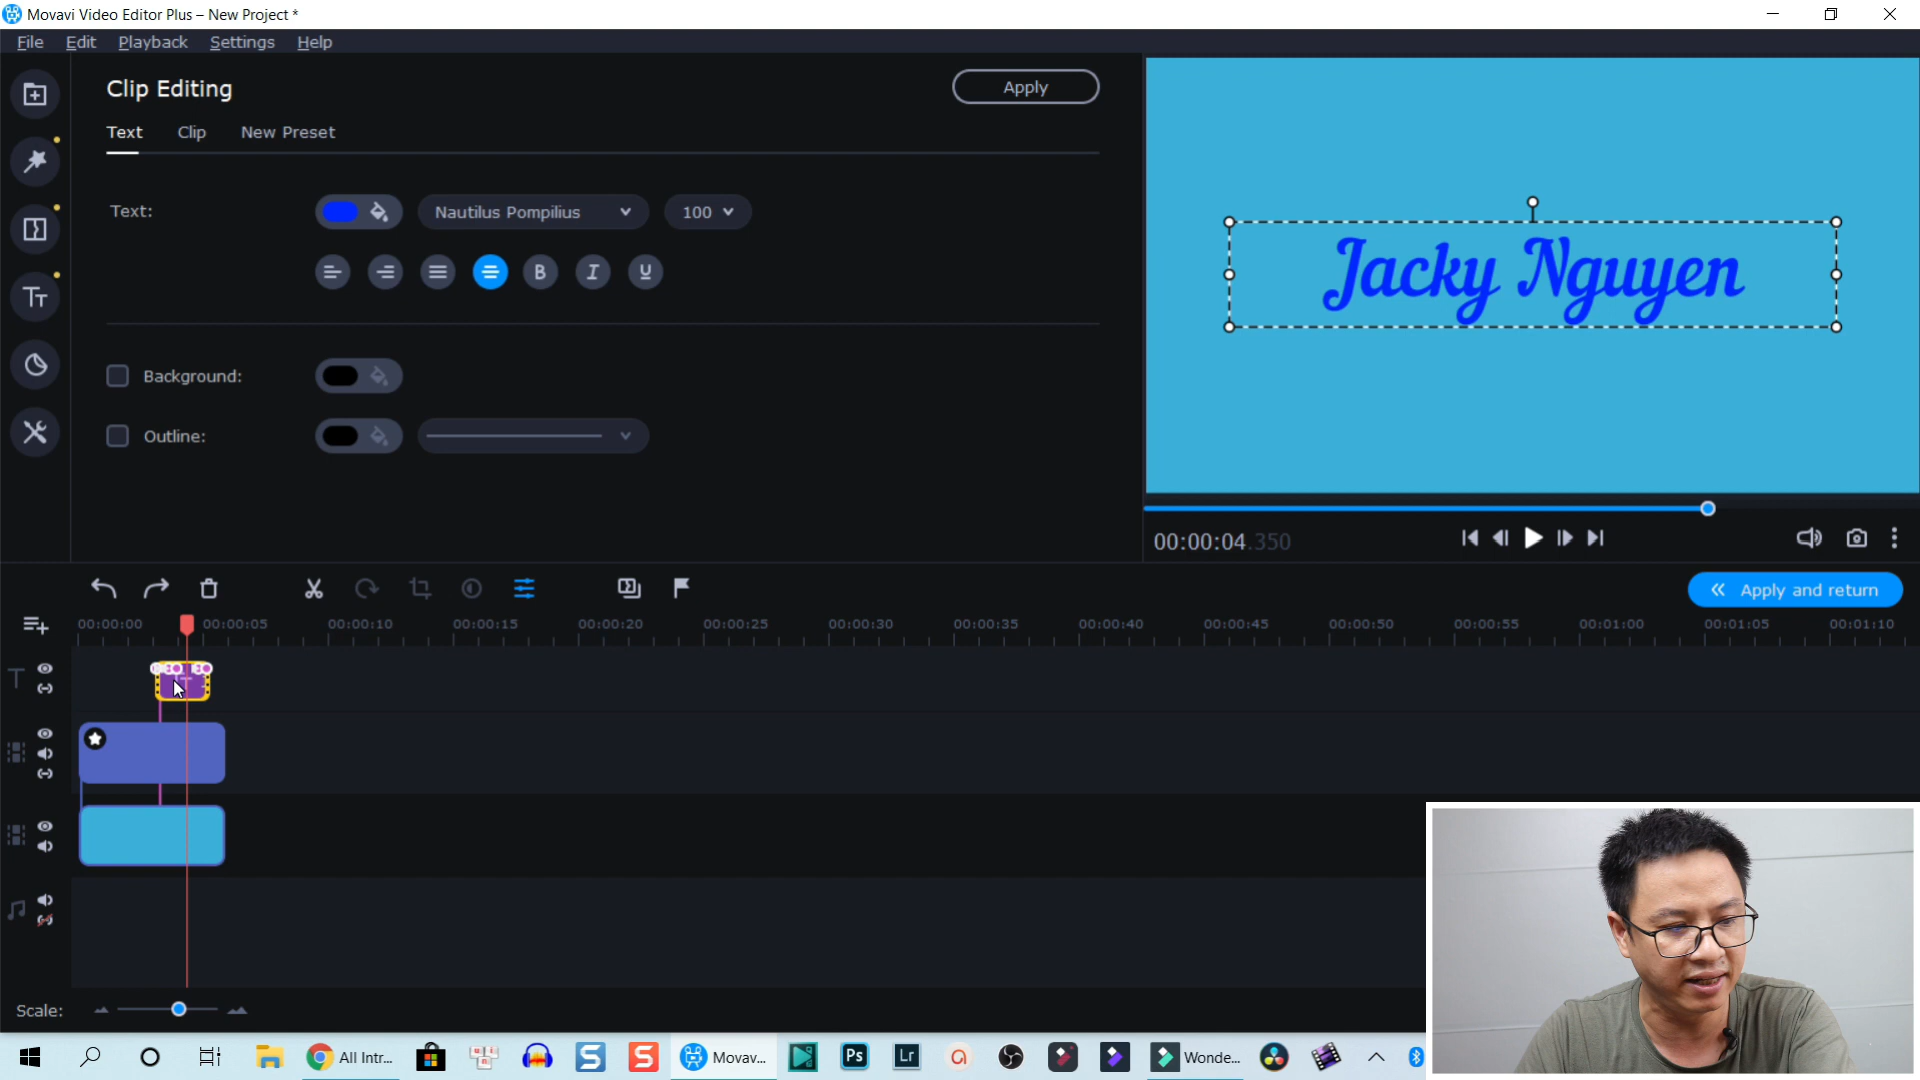 Movavi Video Editor Plus – New Project *
File Edit Playback Settings Help
Clip Editing
Apply
Text Clip New Preset
Text:
Nautilus Pompilius
100
B I U
Background:
Outline:
Jacky Nguyen
00:00:04.350
Apply and return
00:00:00 00:00:05 00:00:10 00:00:15 00:00:20 00:00:25 00:00:30 00:00:35 00:00:40 00:00:45 00:00:50 00:00:55 00:01:00 00:01:05 00:01:10
Scale:
All Intr... Movav... Ps Lr Wonde...